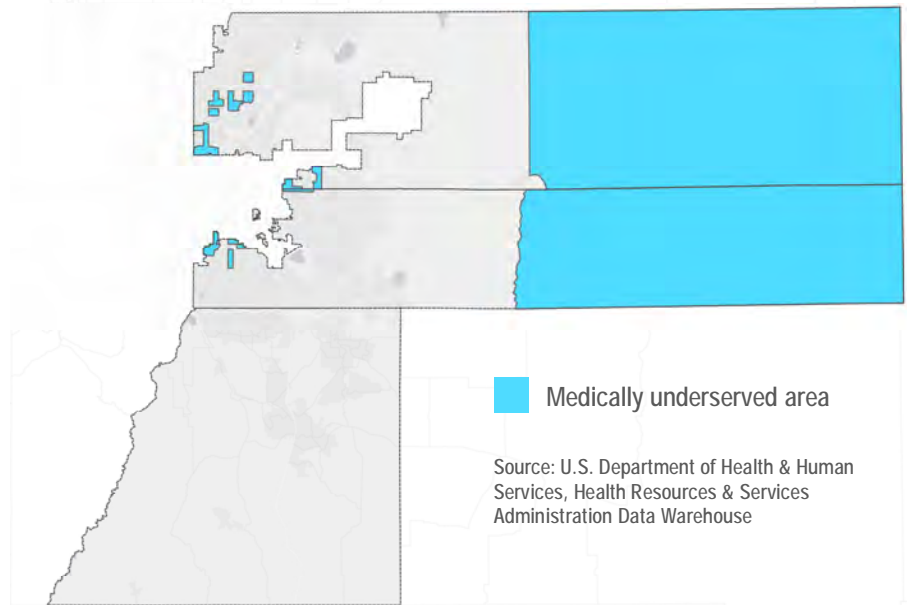 Medically underserved area
Source: U.S. Department of Health & Human
Services, Health Resources & Services
Administration Data Warehouse